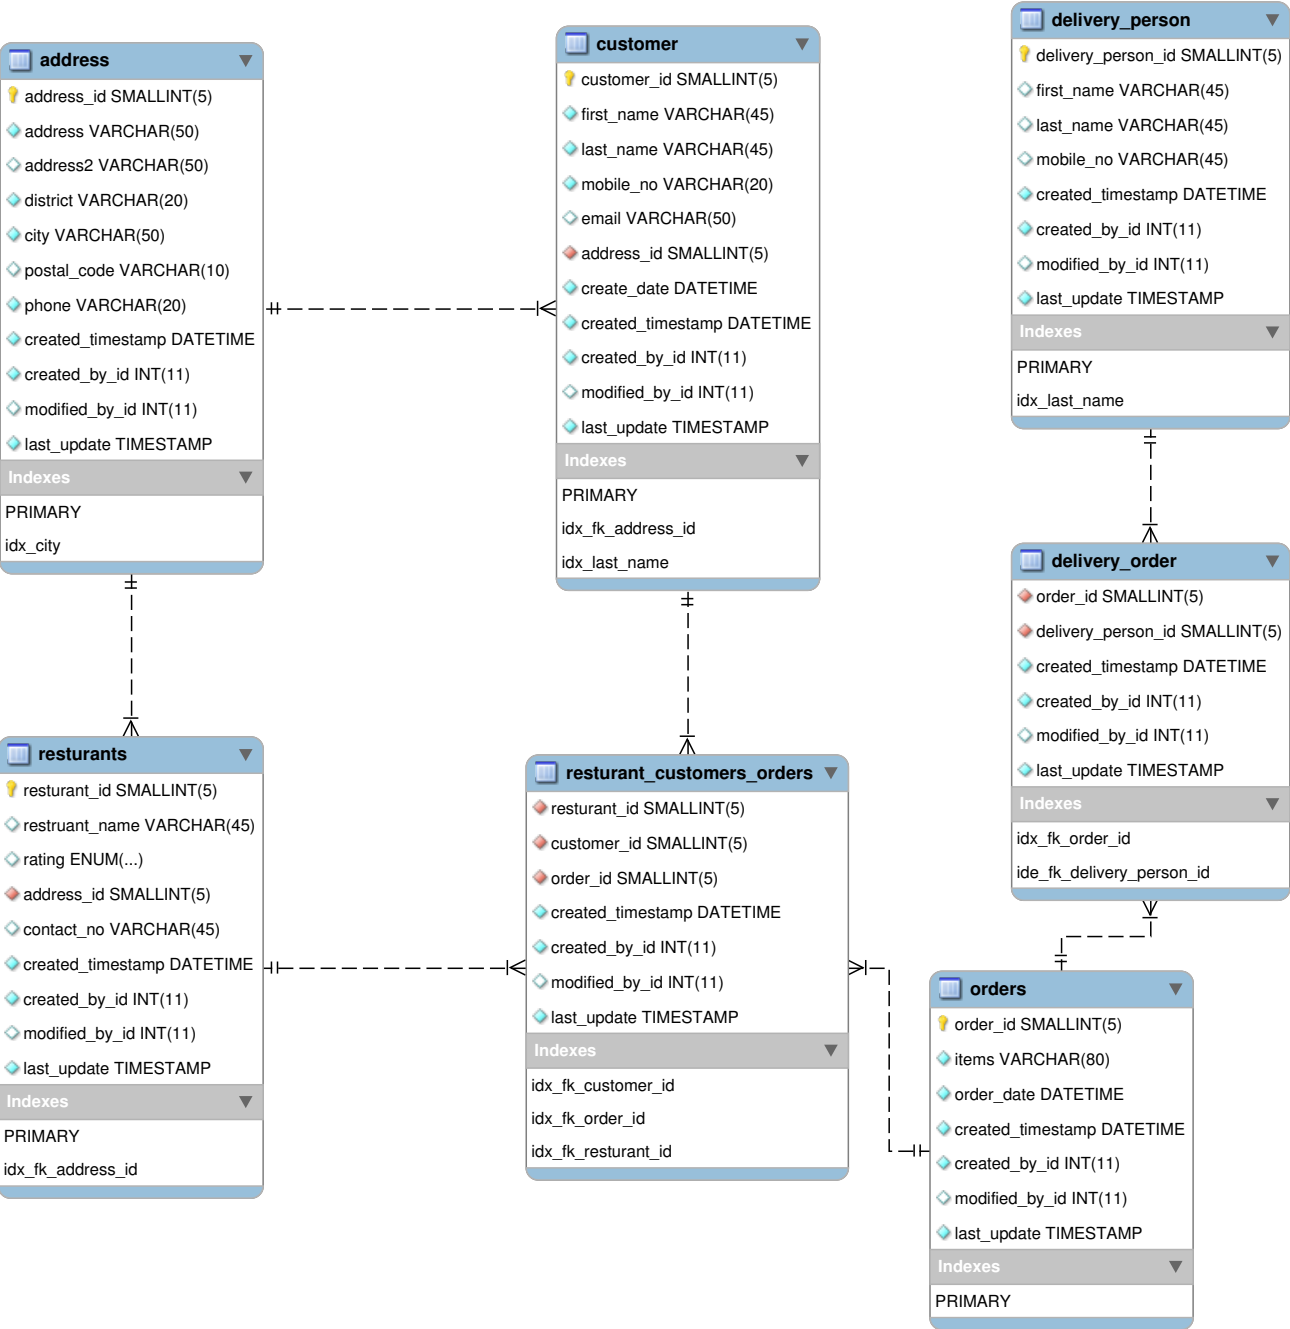 address
address_id SMALLINT(5)
address VARCHAR(50)
address2 VARCHAR(50)
district VARCHAR(20)
city VARCHAR(50)
postal_code VARCHAR(10)
phone VARCHAR(20)
created_timestamp DATETIME
created_by_id INT(11)
modified_by_id INT(11)
last_update TIMESTAMP
Indexes
PRIMARY
idx_city
customer
customer_id SMALLINT(5)
first_name VARCHAR(45)
last_name VARCHAR(45)
mobile_no VARCHAR(20)
email VARCHAR(50)
address_id SMALLINT(5)
create_date DATETIME
created_timestamp DATETIME
created_by_id INT(11)
modified_by_id INT(11)
last_update TIMESTAMP
Indexes
PRIMARY
idx_fk_address_id
idx_last_name
delivery_person
delivery_person_id SMALLINT(5)
first_name VARCHAR(45)
last_name VARCHAR(45)
mobile_no VARCHAR(45)
created_timestamp DATETIME
created_by_id INT(11)
modified_by_id INT(11)
last_update TIMESTAMP
Indexes
PRIMARY
idx_last_name
delivery_order
order_id SMALLINT(5)
delivery_person_id SMALLINT(5)
created_timestamp DATETIME
created_by_id INT(11)
modified_by_id INT(11)
last_update TIMESTAMP
Indexes
idx_fk_order_id
ide_fk_delivery_person_id
resturants
resturant_id SMALLINT(5)
restruant_name VARCHAR(45)
rating ENUM(...)
address_id SMALLINT(5)
contact_no VARCHAR(45)
created_timestamp DATETIME
created_by_id INT(11)
modified_by_id INT(11)
last_update TIMESTAMP
Indexes
PRIMARY
idx_fk_address_id
resturant_customers_orders
resturant_id SMALLINT(5)
customer_id SMALLINT(5)
order_id SMALLINT(5)
created_timestamp DATETIME
created_by_id INT(11)
modified_by_id INT(11)
last_update TIMESTAMP
Indexes
idx_fk_customer_id
idx_fk_order_id
idx_fk_resturant_id
orders
order_id SMALLINT(5)
items VARCHAR(80)
order_date DATETIME
created_timestamp DATETIME
created_by_id INT(11)
modified_by_id INT(11)
last_update TIMESTAMP
Indexes
PRIMARY